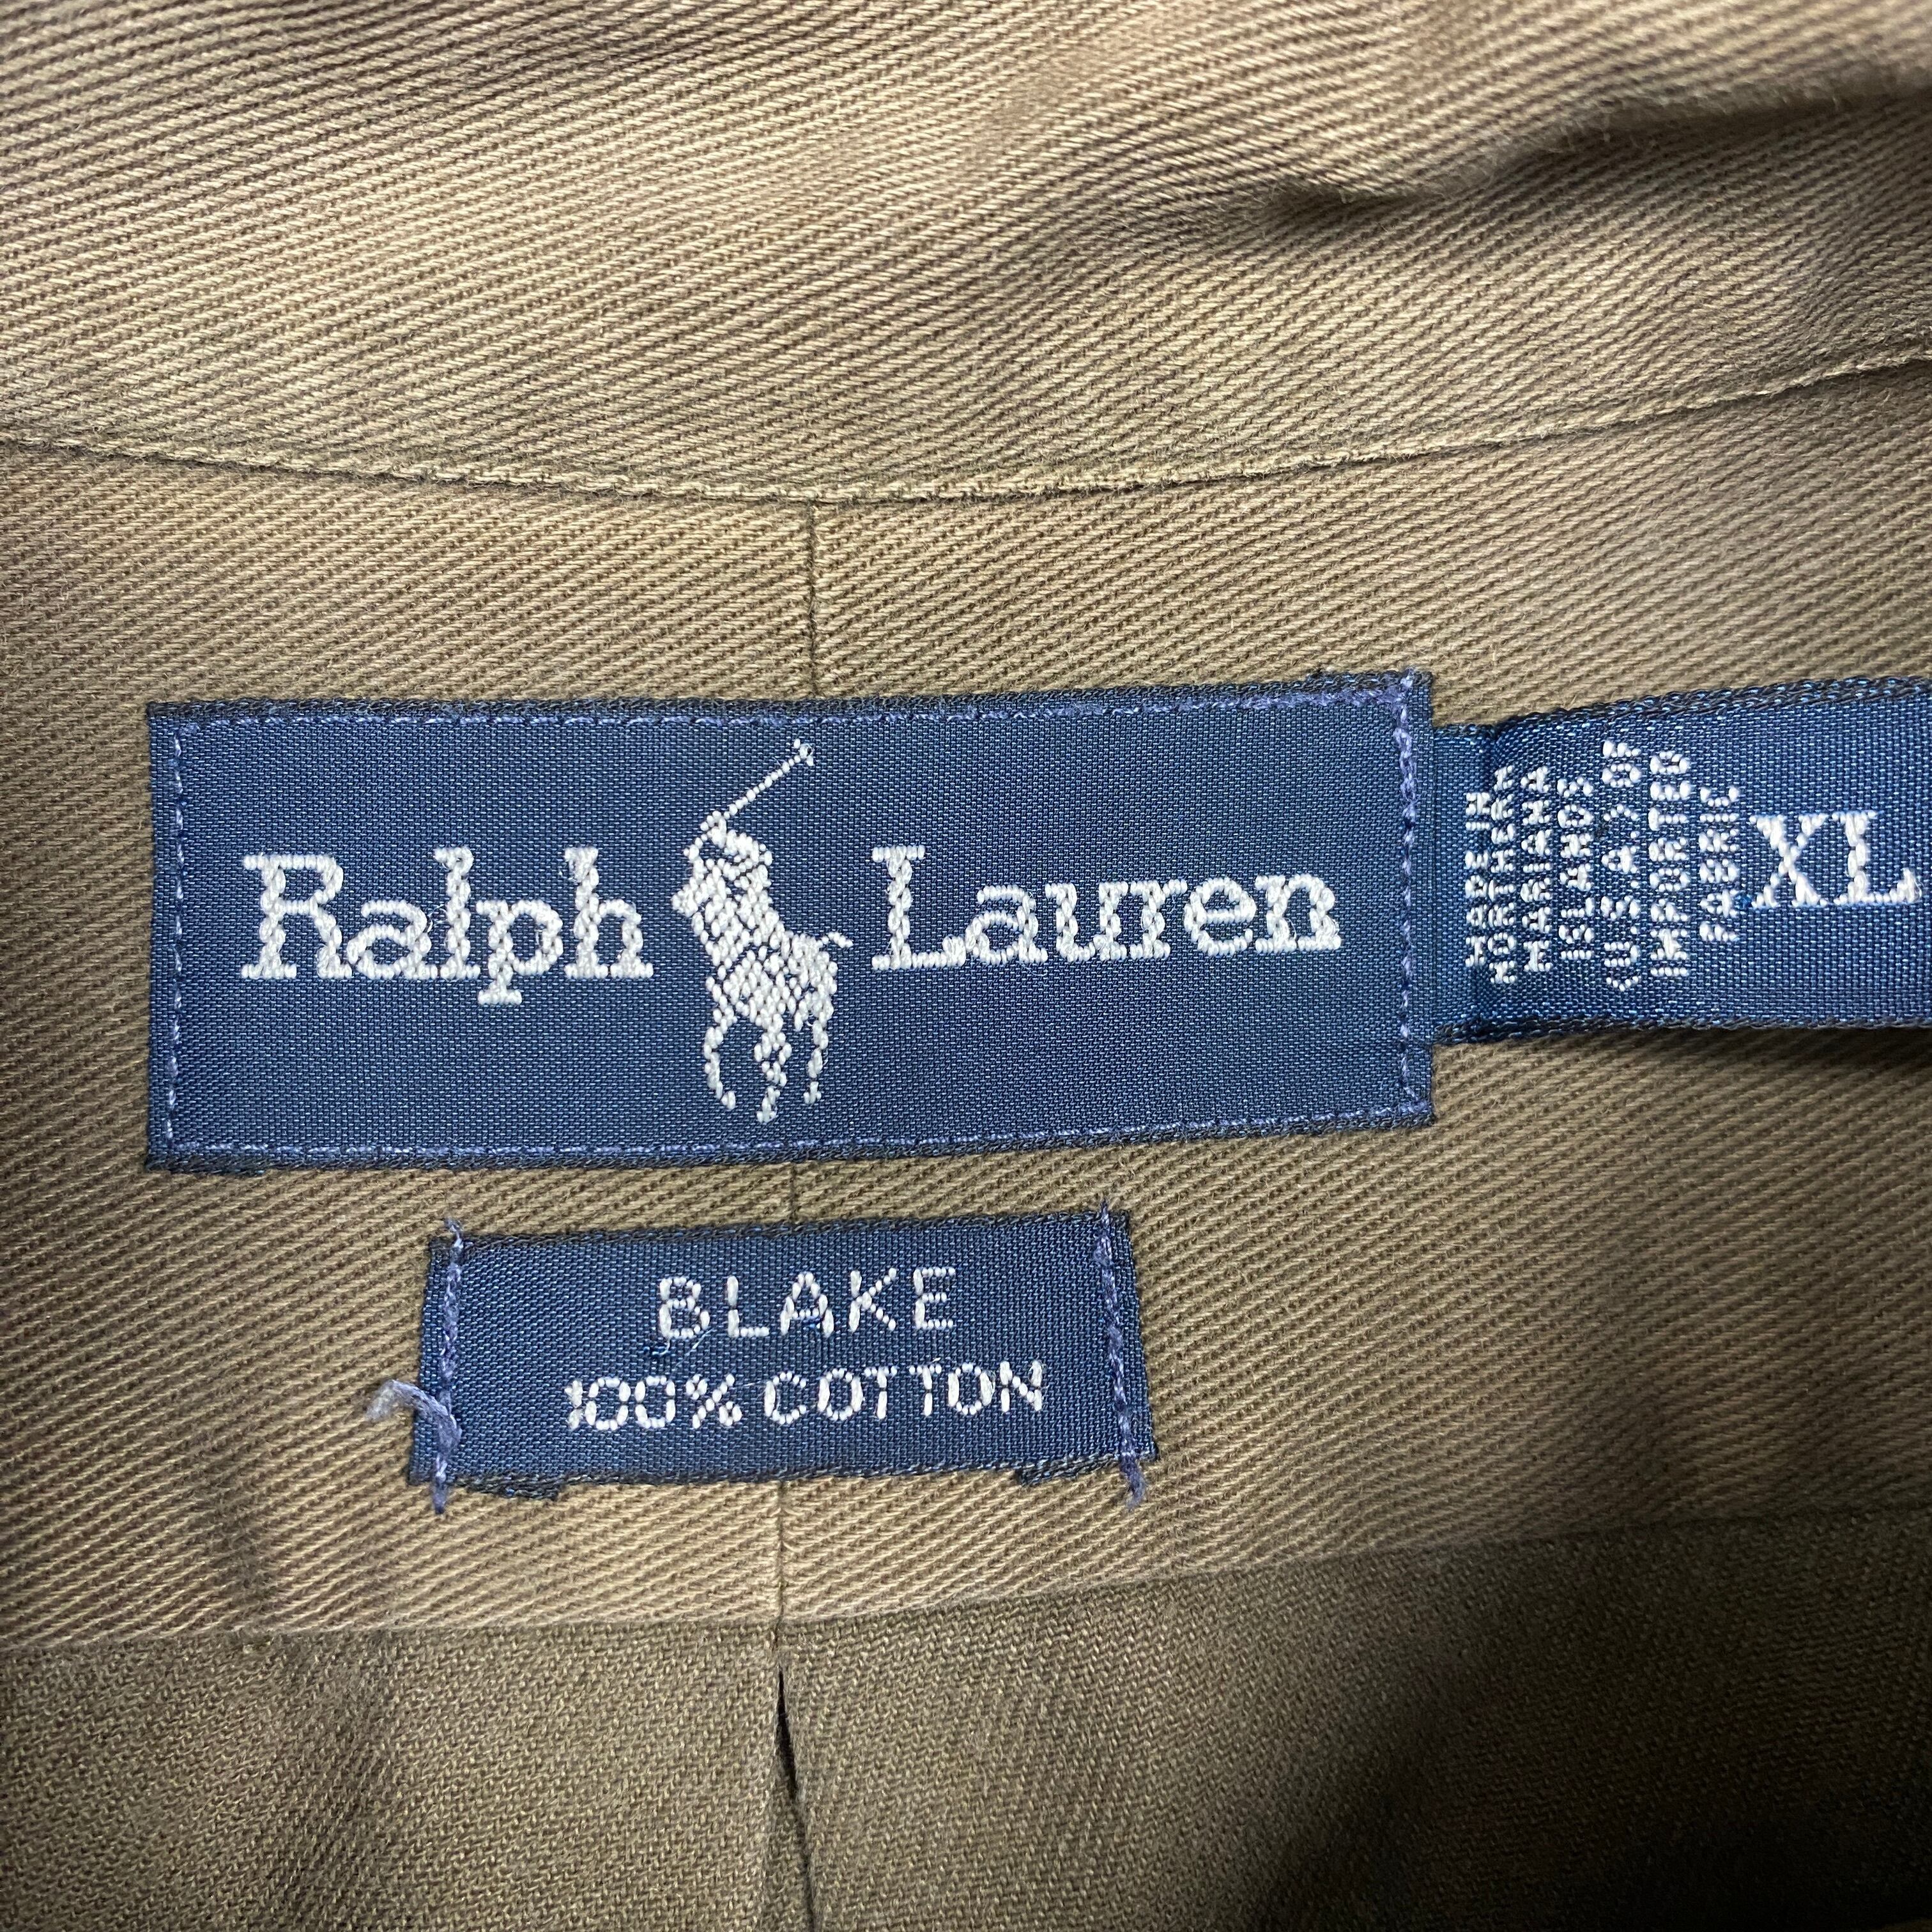 Ralph Lauren
MADE IN
NORTHERN
MARIANA
ISLANDS
(U.S.A.) OF
IMPORTED
FABRIC
XL
BLAKE
100% COTTON